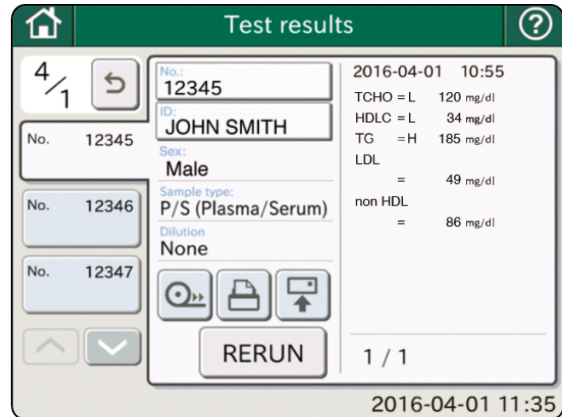 Test results
?
4/1
No. 12345
No. 12346
No. 12347
No.:
12345
ID:
JOHN SMITH
Sex:
Male
Sample type:
P/S (Plasma/Serum)
Dilution
None
RERUN
2016-04-01 10:55
TCHO = L 120 mg/dl
HDLC = L 34 mg/dl
TG = H 185 mg/dl
LDL
= 49 mg/dl
non HDL
= 86 mg/dl
1 / 1
2016-04-01 11:35